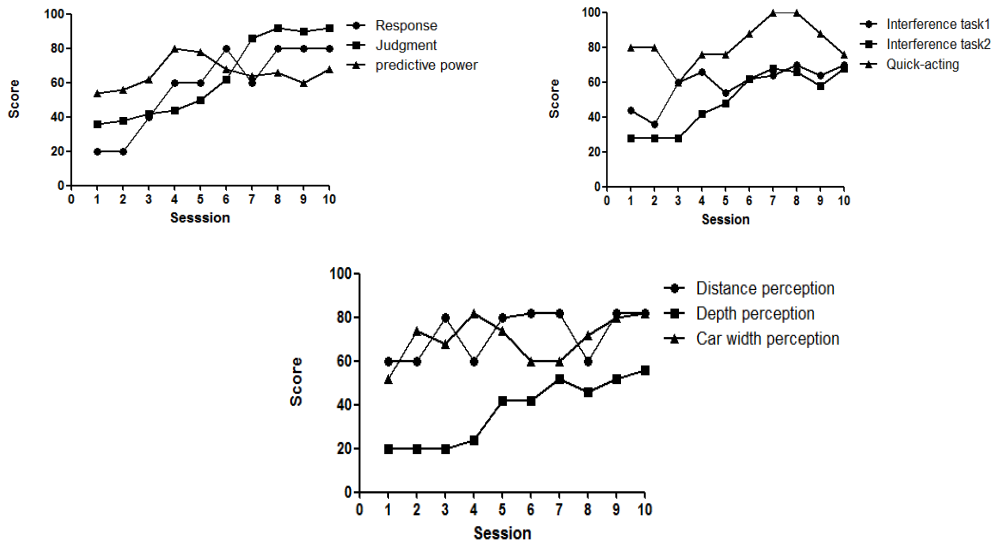 100
80
60
40
20
0
0 1 2 3 4 5 6 7 8 9 10
Score
Sesssion
Response
Judgment
predictive power
100
80
60
40
20
0
0 1 2 3 4 5 6 7 8 9 10
Score
Session
Interference task1
Interference task2
Quick-acting
100
80
60
40
20
0
0 1 2 3 4 5 6 7 8 9 10
Score
Session
Distance perception
Depth perception
Car width perception